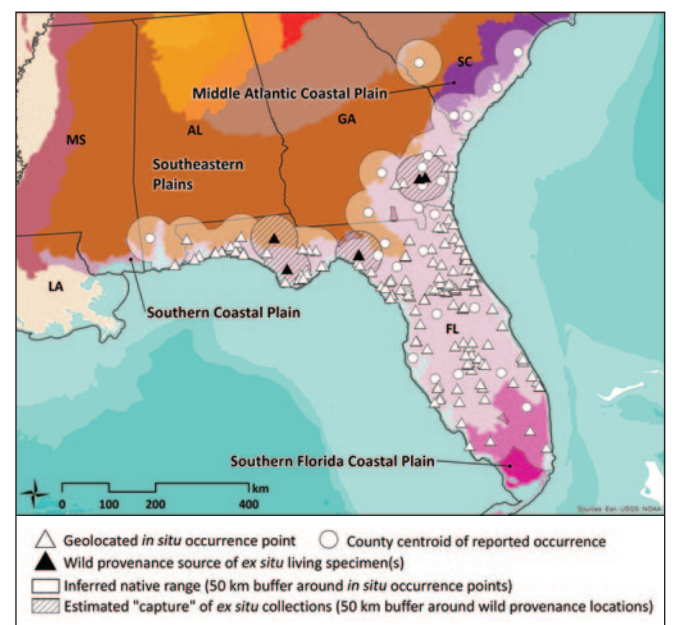 SC
Middle Atlantic Coastal Plain
GA
AL
MS
Southeastern
Plains
LA
Southern Coastal Plain
FL
Southern Florida Coastal Plain
km
0 100 200 400
Sources: Esri, USGS, NOAA
Geolocated in situ occurrence point
County centroid of reported occurrence
Wild provenance source of ex situ living specimen(s)
Inferred native range (50 km buffer around in situ occurrence points)
Estimated "capture" of ex situ collections (50 km buffer around wild provenance locations)